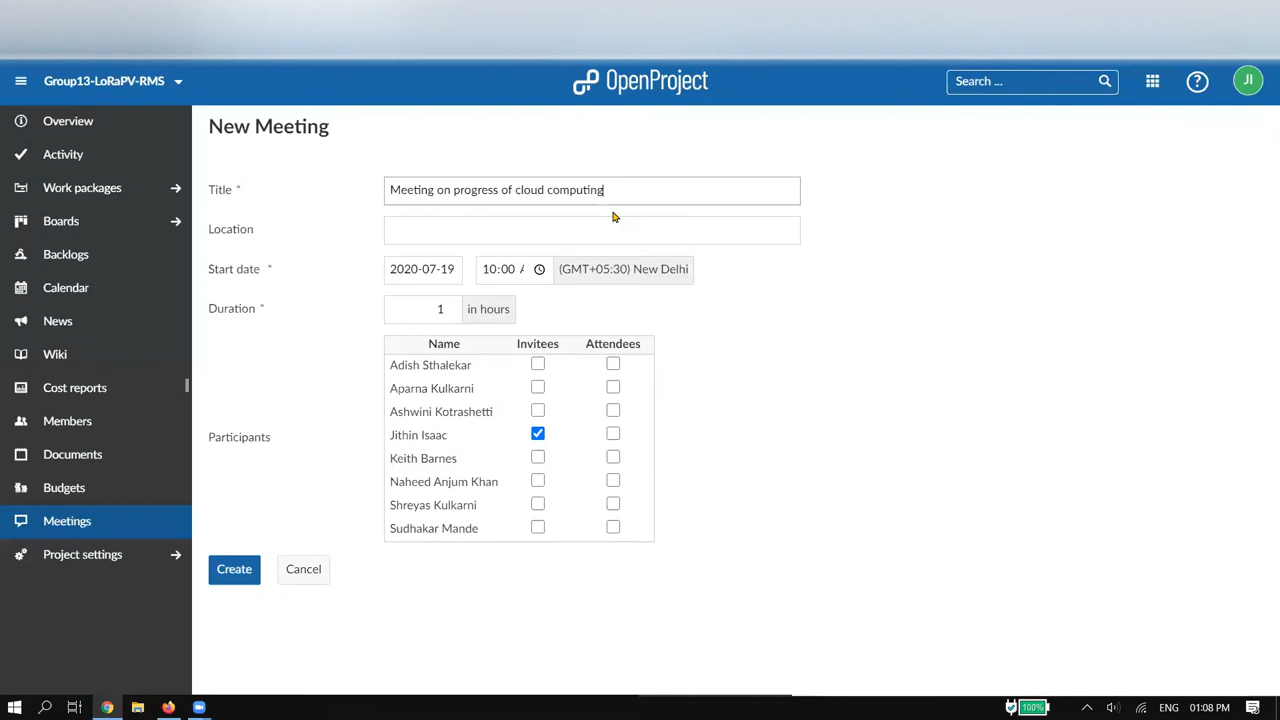 Group13-LoRaPV-RMS
OpenProject
Search ...
JI
Overview
Activity
Work packages
Boards
Backlogs
Calendar
News
Wiki
Cost reports
Members
Documents
Budgets
Meetings
Project settings
New Meeting
Title *
Meeting on progress of cloud computing
Location
Start date *
2020-07-19
10:00 A
(GMT+05:30) New Delhi
Duration *
1
in hours
Participants
Name Invitees Attendees
Adish Sthalekar
Aparna Kulkarni
Ashwini Kotrashetti
Jithin Isaac
Keith Barnes
Naheed Anjum Khan
Shreyas Kulkarni
Sudhakar Mande
Create
Cancel
100%
ENG
01:08 PM